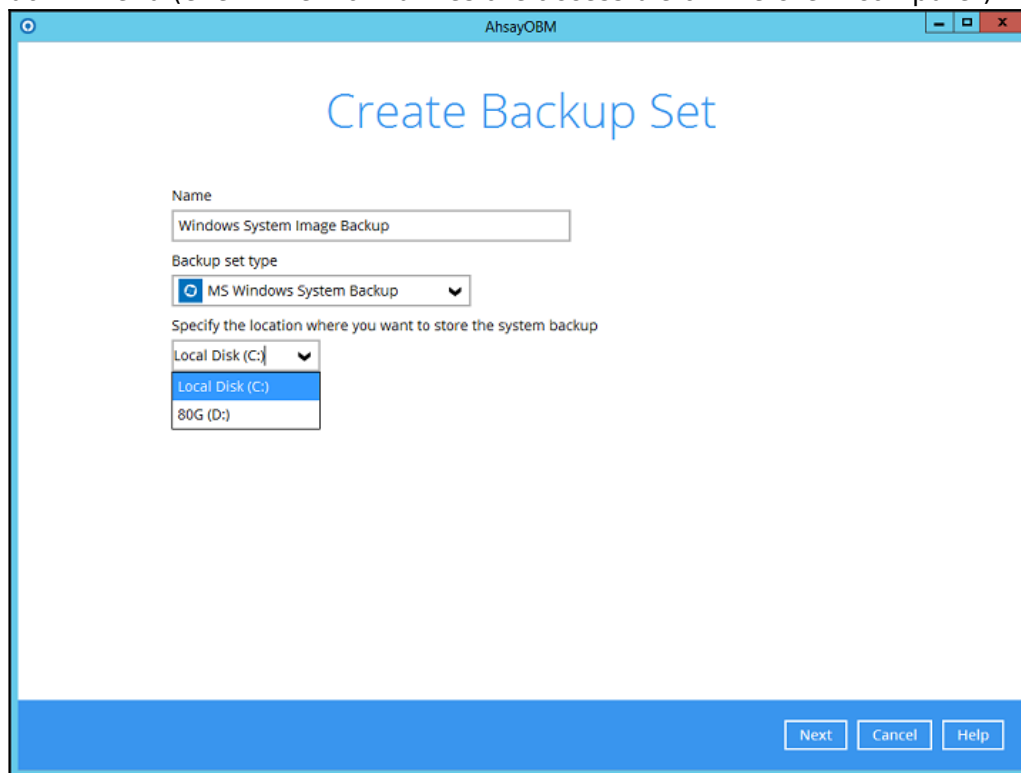 AhsayOBM
Create Backup Set
Name
Windows System Image Backup
Backup set type
MS Windows System Backup
Specify the location where you want to store the system backup
Local Disk (C:)
Local Disk (C:)
80G (D:)
Next Cancel Help